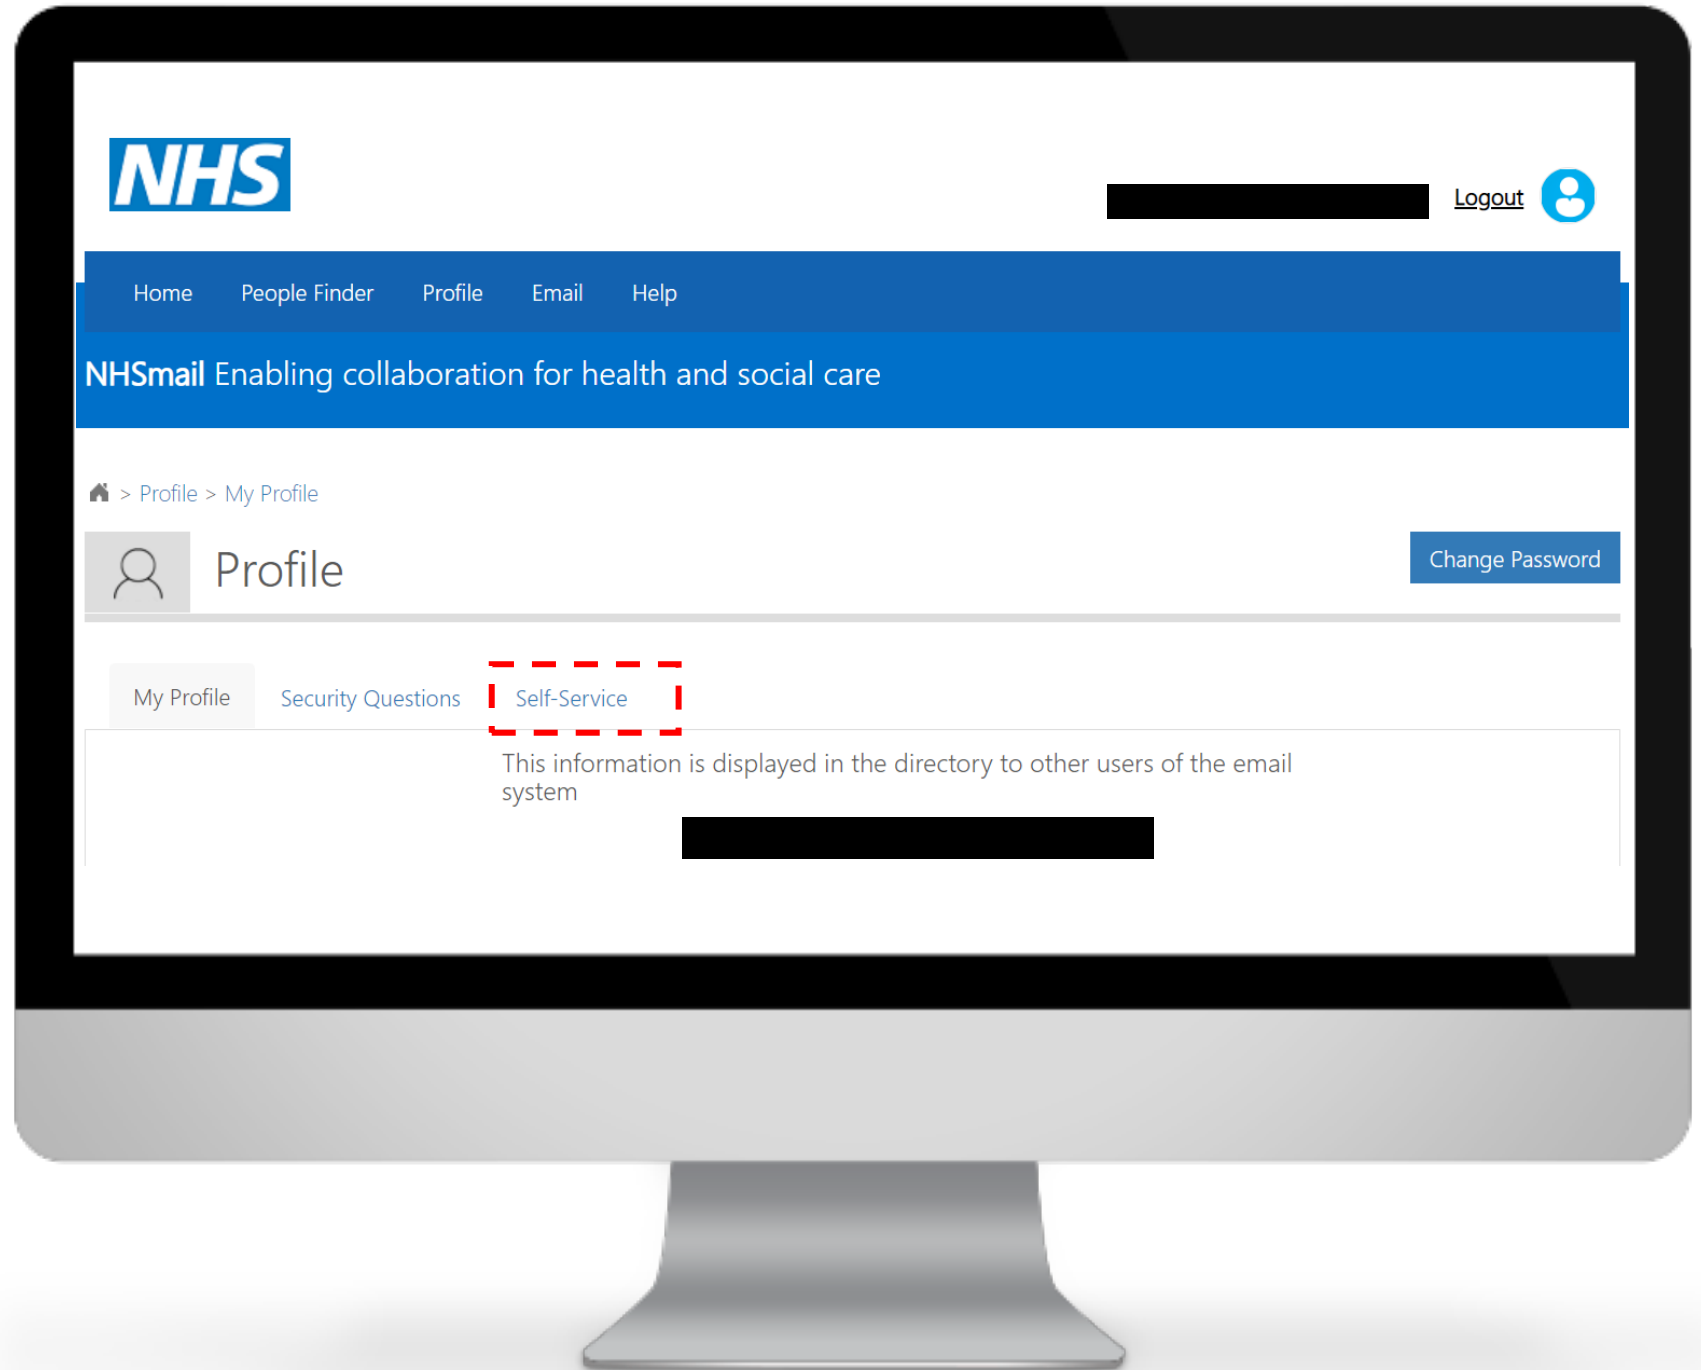 NHS
Logout
Home People Finder Profile Email Help
NHSmail Enabling collaboration for health and social care
> Profile > My Profile
Profile
Change Password
My Profile Security Questions Self-Service
This information is displayed in the directory to other users of the email
system